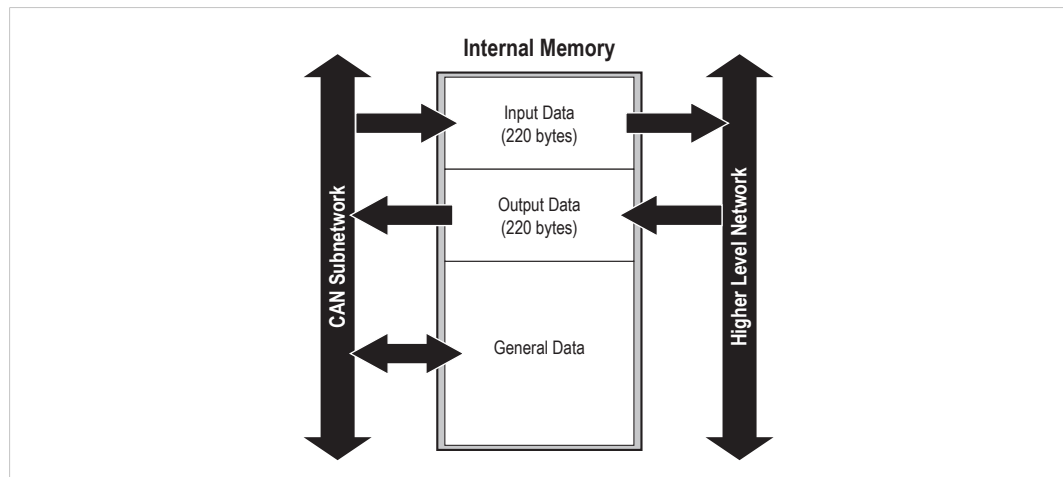 Internal Memory
Input Data
(220 bytes)
Output Data
(220 bytes)
General Data
CAN Subnetwork
Higher Level Network